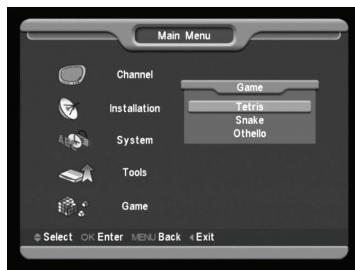 Main Menu
Channel
Installation
System
Tools
Game
Game
Tetris
Snake
Othello
Select OK Enter MENU Back Exit